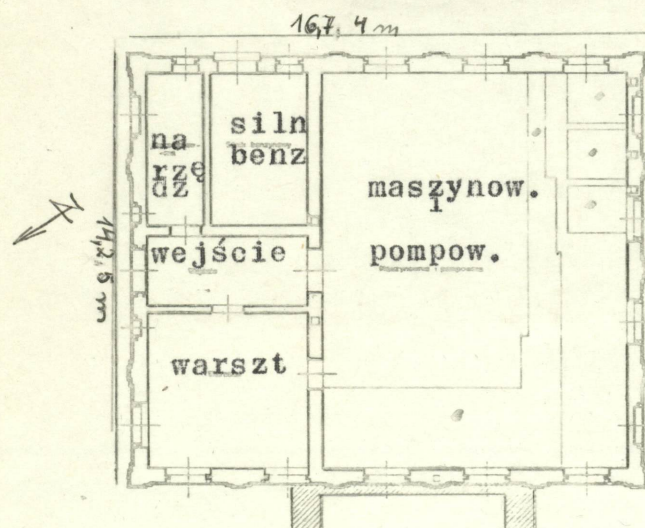 16,7, 4 m
siln
benz
na
rzę
dz
maszynow.
i
pompow.
wejście
warszt
14,2, 5 m